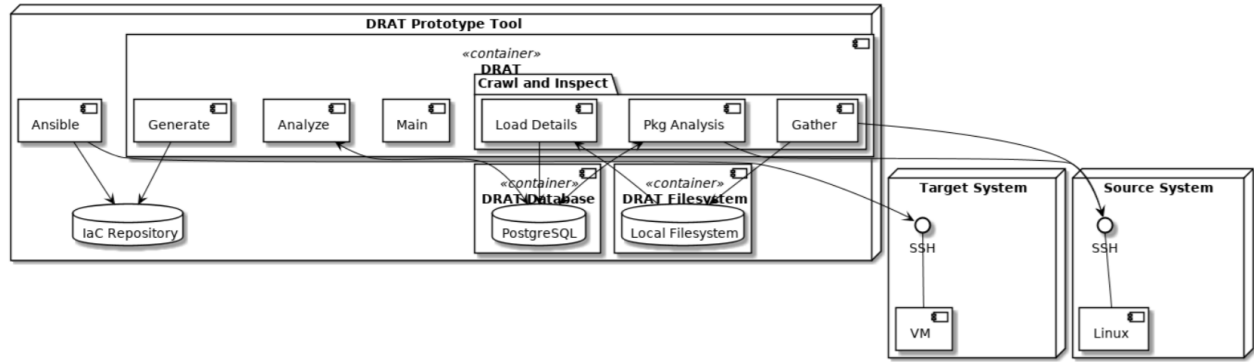 DRAT Prototype Tool
«container»
DRAT
Crawl and Inspect
Ansible
Generate
Analyze
Main
Load Details
Pkg Analysis
Gather
«container»
DRAT Database
«container»
DRAT Filesystem
Target System
Source System
IaC Repository
PostgreSQL
Local Filesystem
SSH
SSH
VM
Linux